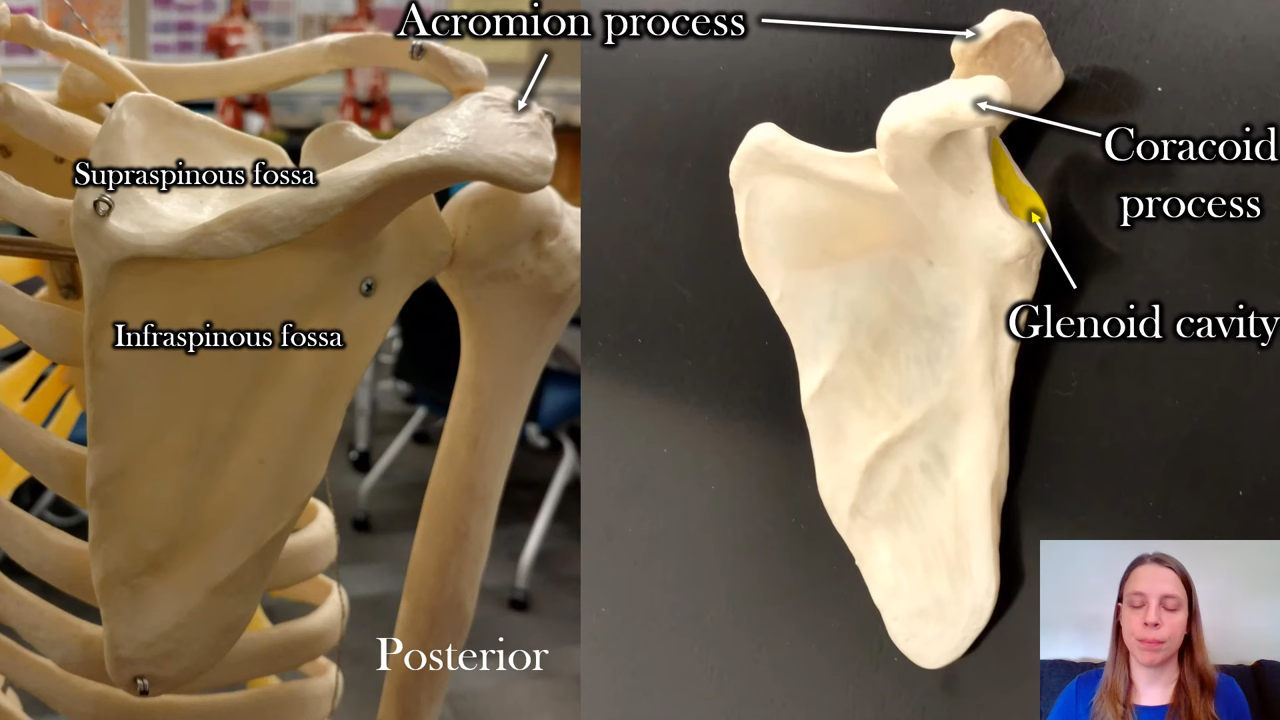 Acromion process
Supraspinous fossa
Infraspinous fossa
Posterior
Coracoid
process
Glenoid cavity